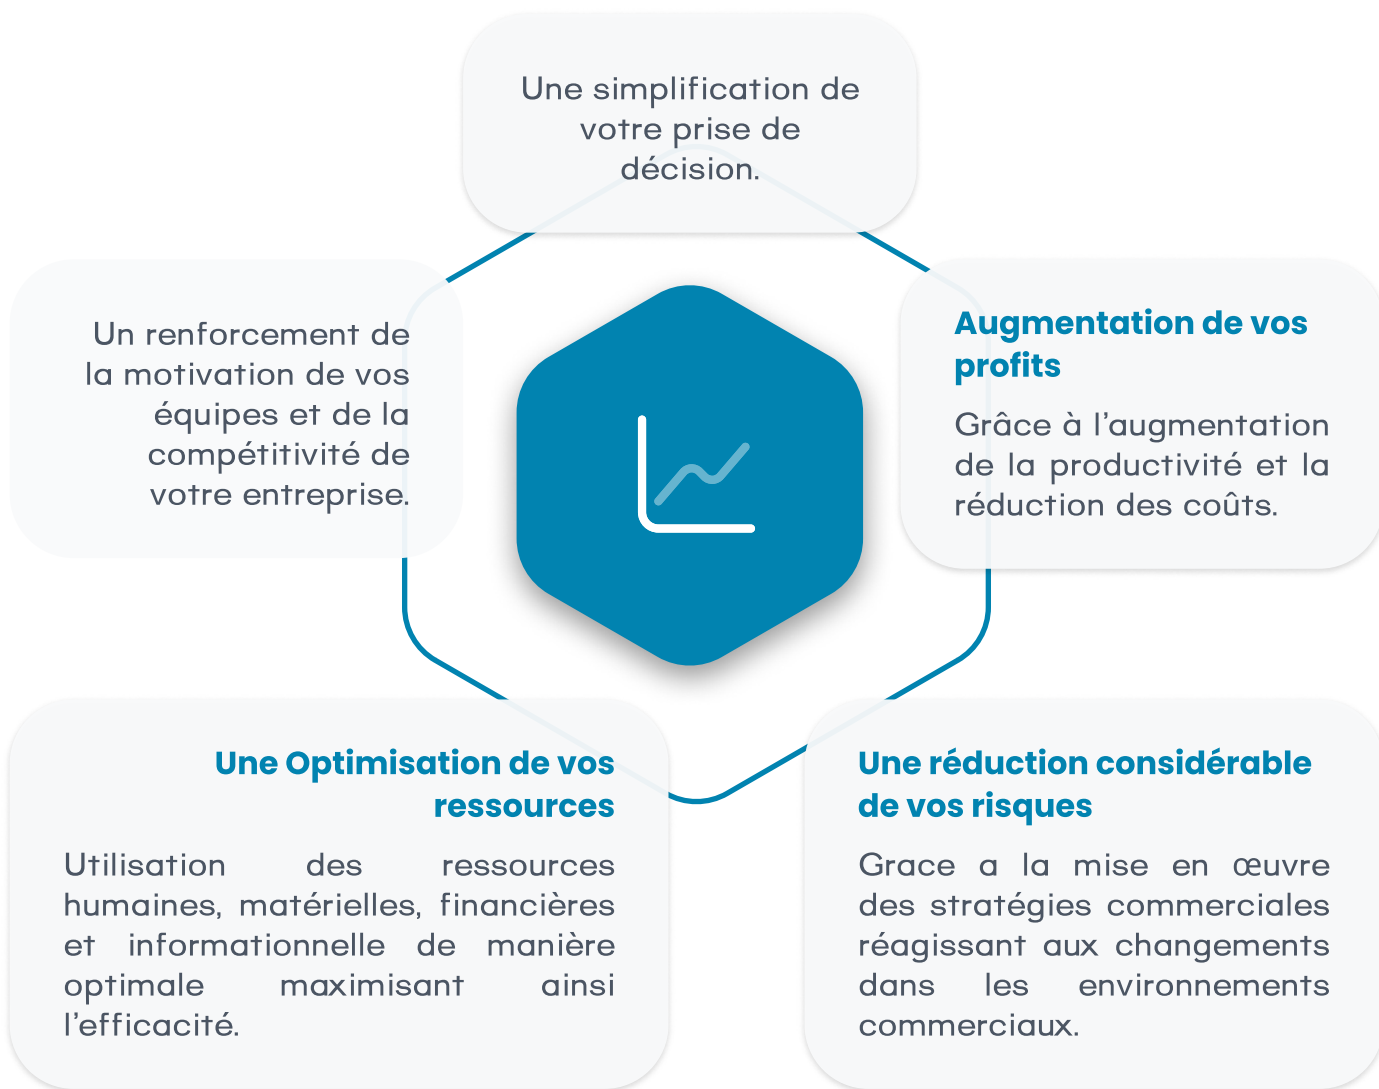 Une simplification de
votre prise de
décision.
Un renforcement de
la motivation de vos
équipes et de la
compétitivité de
votre entreprise.
Augmentation de vos
profits
Grâce à l'augmentation
de la productivité et la
réduction des coûts.
Une Optimisation de vos
ressources
Utilisation des ressources
humaines, matérielles, financières
et informationnelle de manière
optimale maximisant ainsi
l'efficacité.
Une réduction considérable
de vos risques
Grace a la mise en œuvre
des stratégies commerciales
réagissant aux changements
dans les environnements
commerciaux.